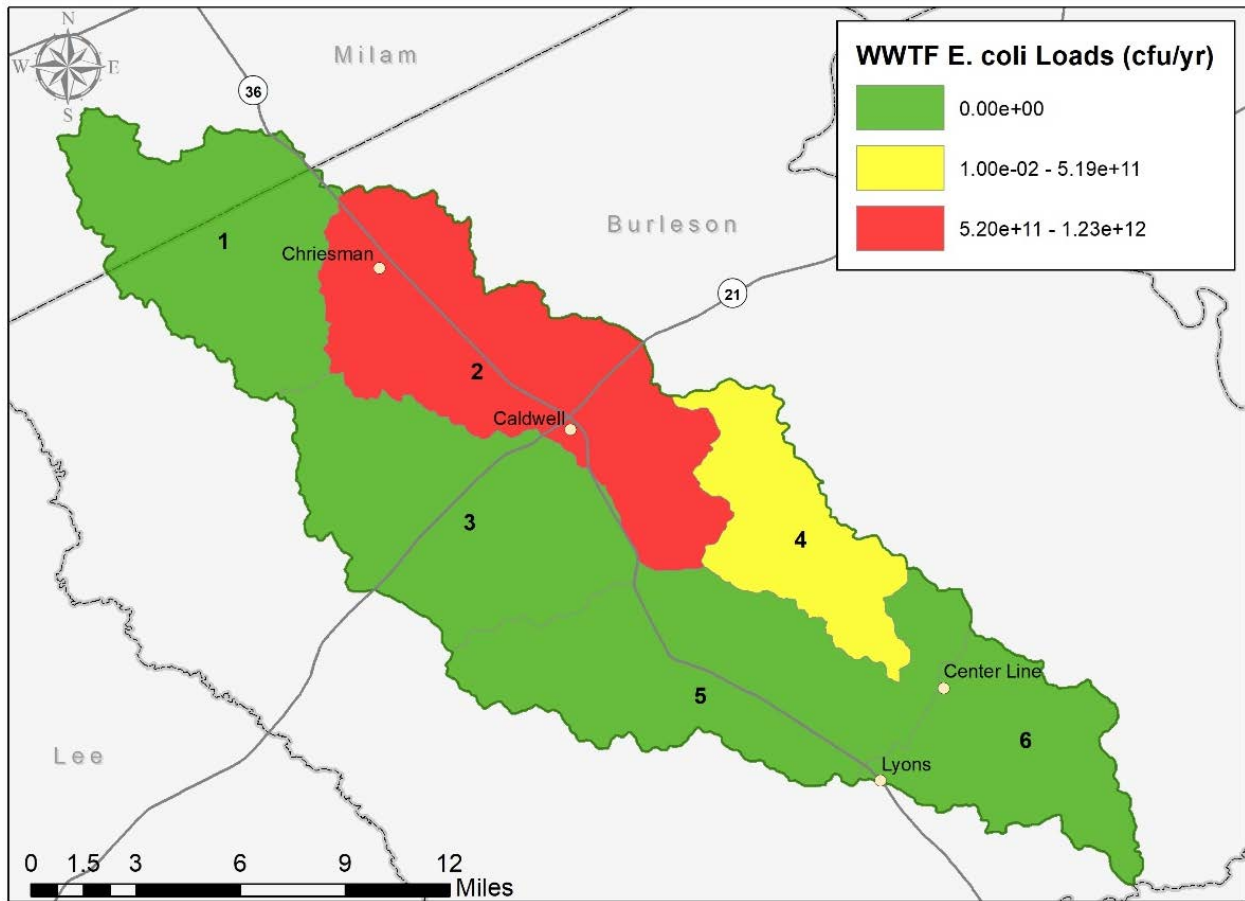 N
W E
S
Milam
36
WWTF E. coli Loads (cfu/yr)
0.00e+00
1.00e-02 - 5.19e+11
5.20e+11 - 1.23e+12
1
Chriesman
Burleson
21
2
Caldwell
3
4
Center Line
5
6
Lee
Lyons
0 1.5 3 6 9 12
Miles